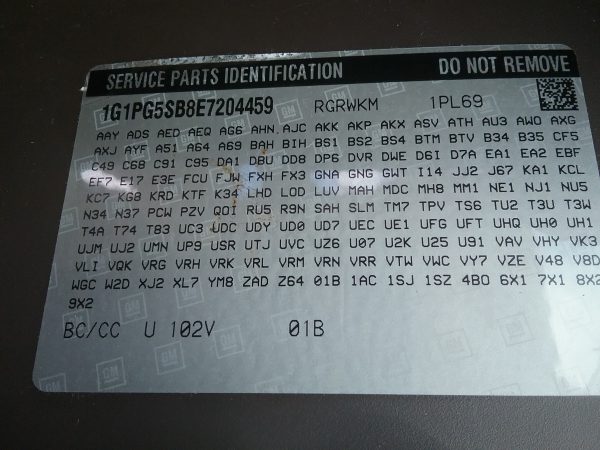 SERVICE PARTS IDENTIFICATION DO NOT REMOVE
1G1PG5SB8E7204459 RGRWKM 1PL69
AAY ADS AED AEQ AG6 AHN AJC AKK AKP AKX ASV ATH AU3 AWO AXG
AXJ AYF A51 A64 A69 BAH BIH BS1 BS2 BS4 BTM BTV B34 B35 CF5
C49 C68 C91 C95 DA1 DBU DD8 DP6 DVR DWE D6I D7A EA1 EA2 EBF
EF7 E17 E3E FCU FJW FXH FX3 GNA GNG GWT I14 JJ2 J67 KA1 KCL
KC7 KG8 KRD KTF K34 LHD LOD LUV MAH MDC MH8 MM1 NE1 NJ1 NU5
N34 N37 PCW PZV QOI RU5 R9N SAH SLM TM7 TPV TS6 TU2 T3U T3W
T4A T74 T83 UC3 UDC UDY UD0 UD7 UEC UE1 UFG UFT UHQ UH0 UH1
UJM UJ2 UMN UP9 USR UTJ UVC UZ6 U07 U2K U25 U91 VAV VHY VK3
VLI VQK VRG VRH VRK VRL VRM VRN VRR VTW VWC VY7 VZE V48 V8D
WGC W2D XJ2 XL7 YM8 ZAD Z64 01B 1AC 1SJ 1SZ 4BO 6X1 7X1 8X2
9X2
BC/CC U 102V 01B